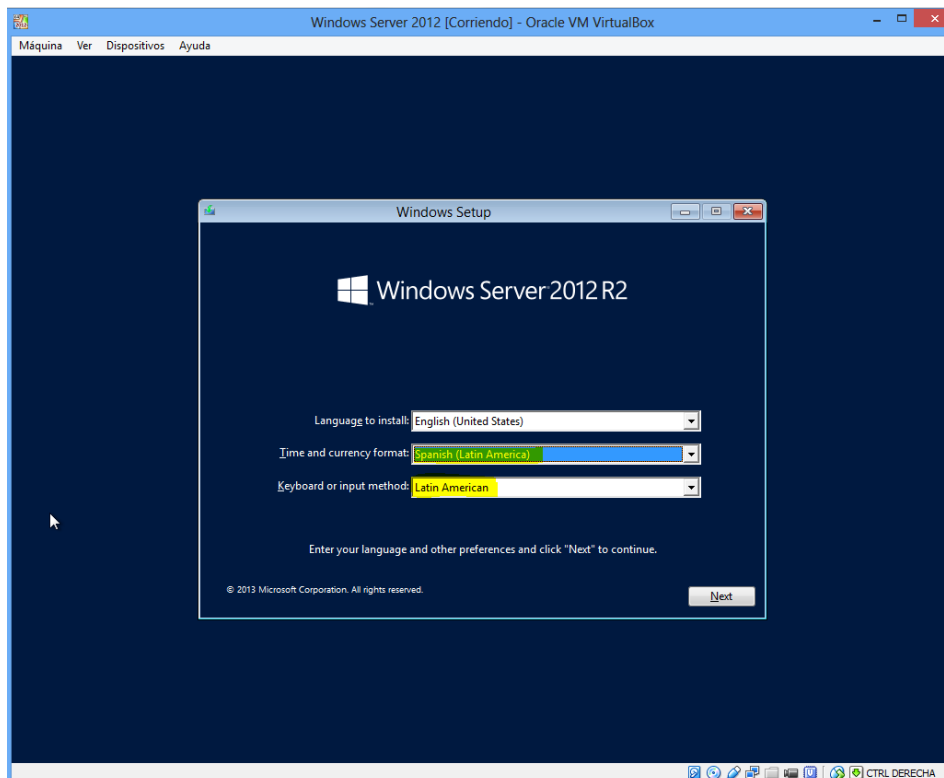 Windows Server 2012 [Corriendo] - Oracle VM VirtualBox
Máquina Ver Dispositivos Ayuda
Windows Setup
Windows Server 2012 R2
Language to install: English (United States)
Time and currency format: Spanish (Latin America)
Keyboard or input method: Latin American
Enter your language and other preferences and click "Next" to continue.
© 2013 Microsoft Corporation. All rights reserved.
Next
CTRL DERECHA